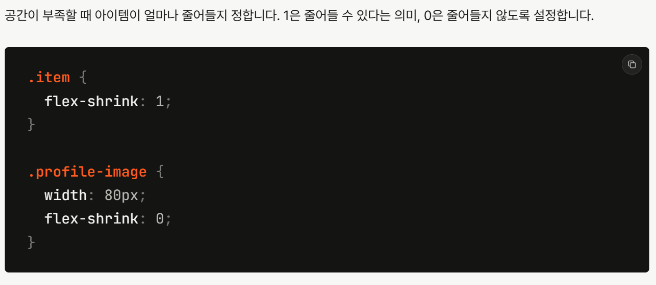 공간이 부족할 때 아이템이 얼마나 줄어들지 정합니다. 1은 줄어들 수 있다는 의미, 0은 줄어들지 않도록 설정합니다.
.item {
  flex-shrink: 1;
}
.profile-image {
  width: 80px;
  flex-shrink: 0;
}